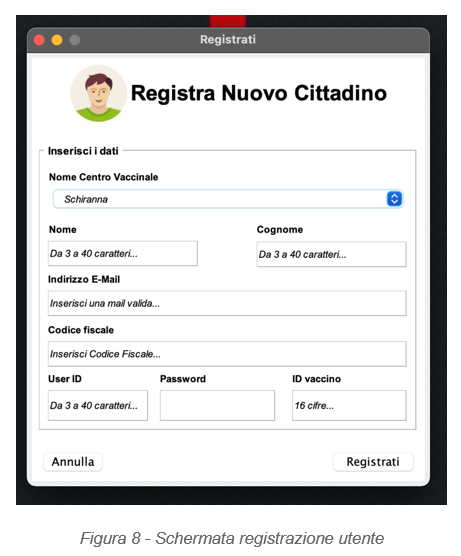 Registrati
Registra Nuovo Cittadino
Inserisci i dati
Nome Centro Vaccinale
Schiranna
Nome Cognome
Da 3 a 40 caratteri... Da 3 a 40 caratteri...
Indirizzo E-Mail
Inserisci una mail valida...
Codice fiscale
Inserisci Codice Fiscale...
User ID Password ID vaccino
Da 3 a 40 caratteri... 16 cifre...
Annulla Registrati
Figura 8 - Schermata registrazione utente